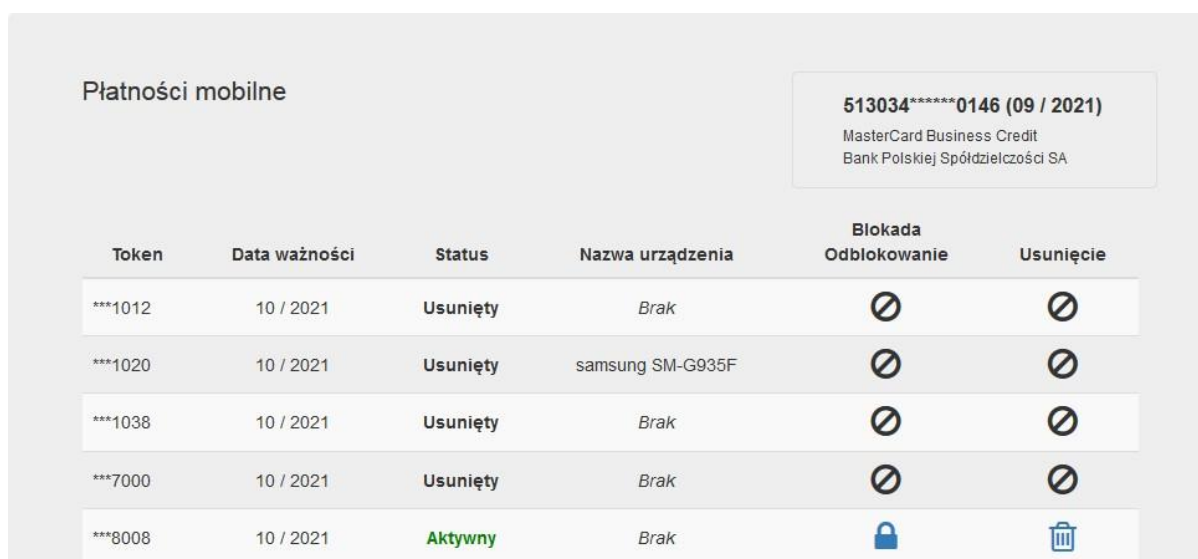 Płatności mobilne
513034******0146 (09 / 2021)
MasterCard Business Credit
Bank Polskiej Spółdzielczości SA
Token Data ważności Status Nazwa urządzenia Blokada Odblokowanie Usunięcie
***1012 10 / 2021 Usunięty Brak
***1020 10 / 2021 Usunięty samsung SM-G935F
***1038 10 / 2021 Usunięty Brak
***7000 10 / 2021 Usunięty Brak
***8008 10 / 2021 Aktywny Brak